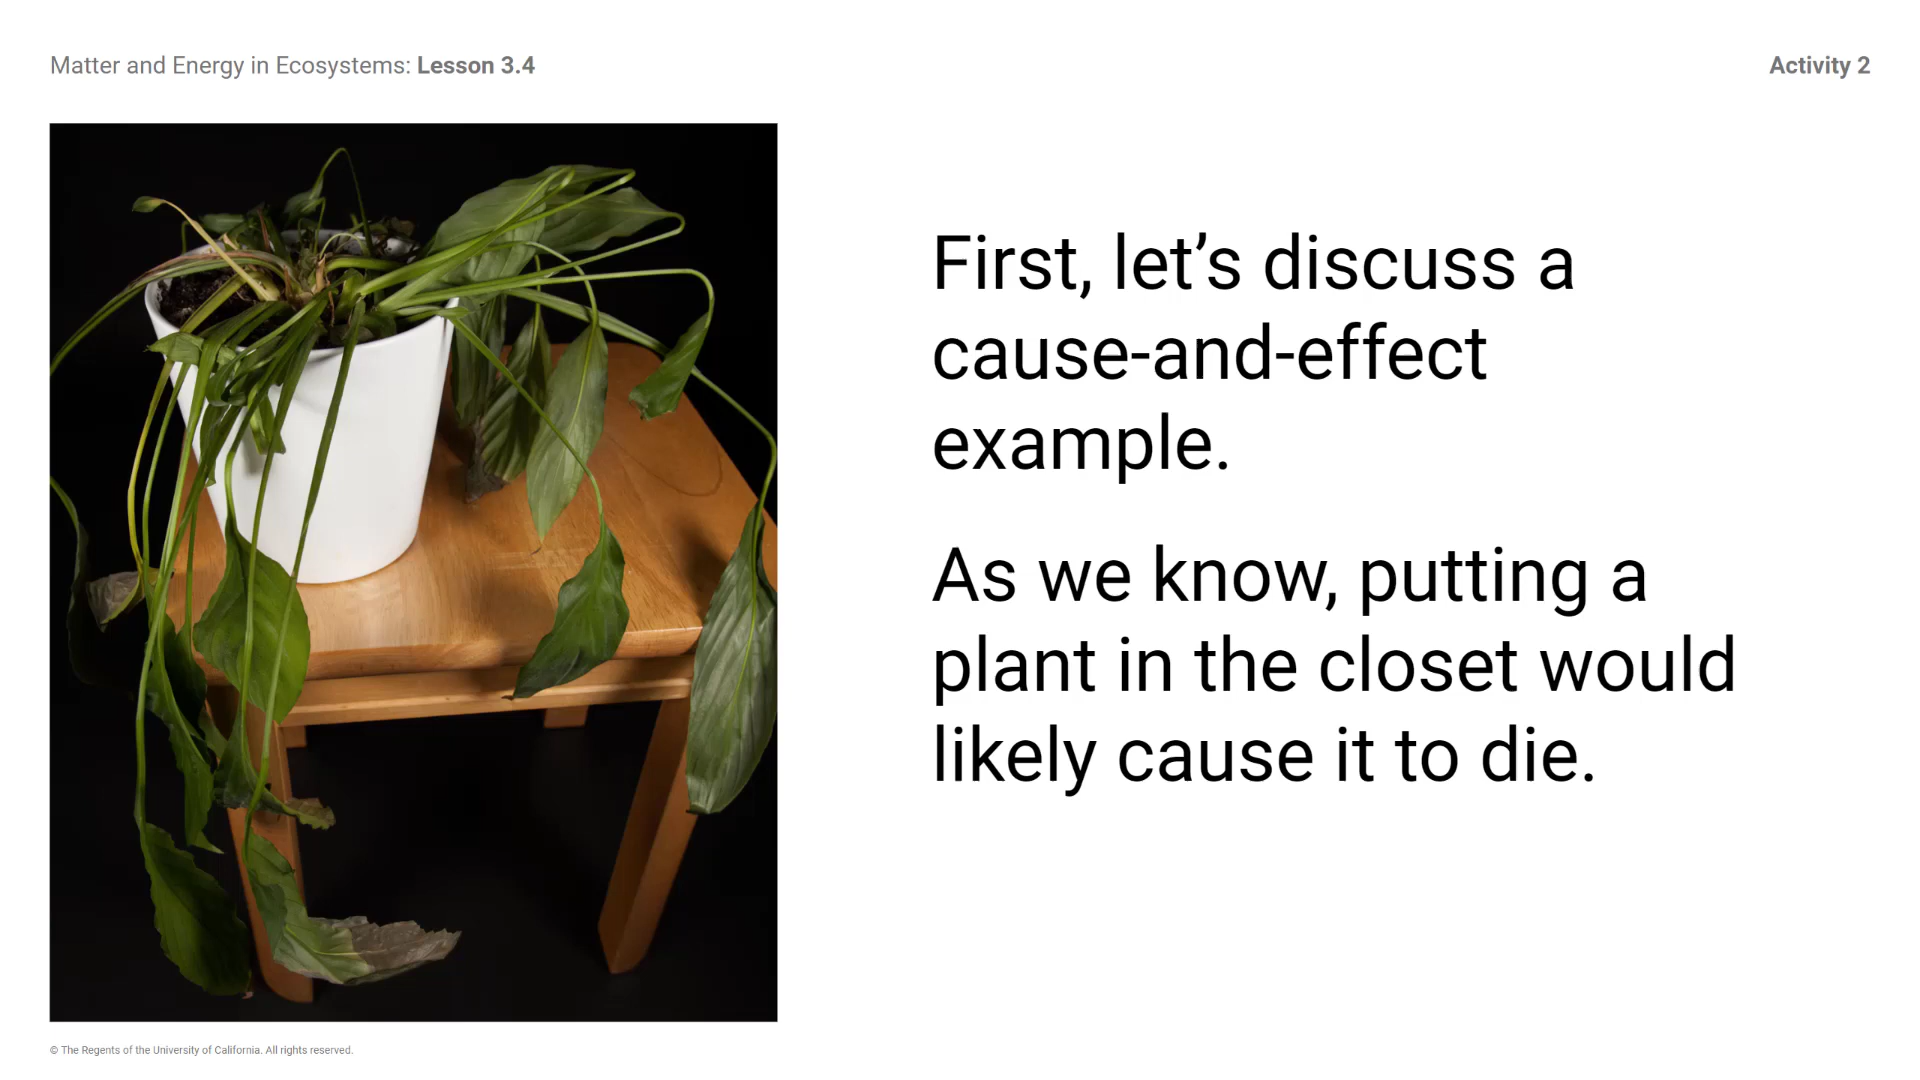 Matter and Energy in Ecosystems: Lesson 3.4
Activity 2
First, let’s discuss a
cause-and-effect
example.
As we know, putting a
plant in the closet would
likely cause it to die.
© The Regents of the University of California. All rights reserved.